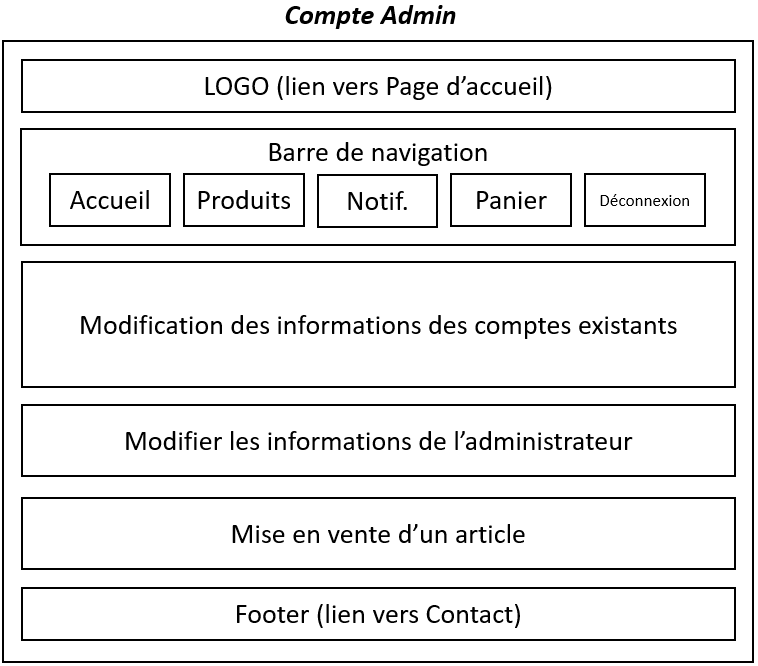 Compte Admin
LOGO (lien vers Page d’accueil)
Barre de navigation
Accueil
Produits
Notif.
Panier
Déconnexion
Modification des informations des comptes existants
Modifier les informations de l’administrateur
Mise en vente d’un article
Footer (lien vers Contact)